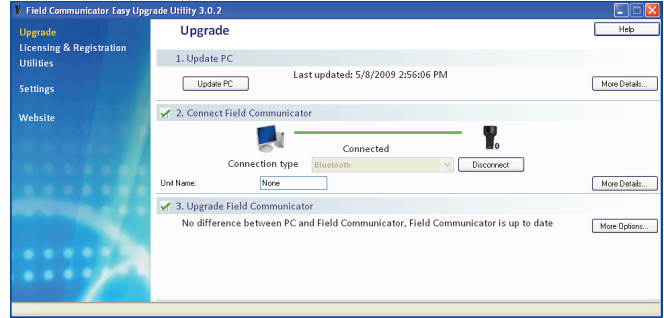 Field Communicator Easy Upgrade Utility 3.0.2
Upgrade
Licensing & Registration
Utilities
Settings
Website
Upgrade
Help
1. Update PC
Update PC
Last updated: 5/8/2009 2:56:06 PM
More Details...
2. Connect Field Communicator
Connected
Connection type
Bluetooth
Disconnect
Unit Name:
None
More Details...
3. Upgrade Field Communicator
No difference between PC and Field Communicator, Field Communicator is up to date
More Options...